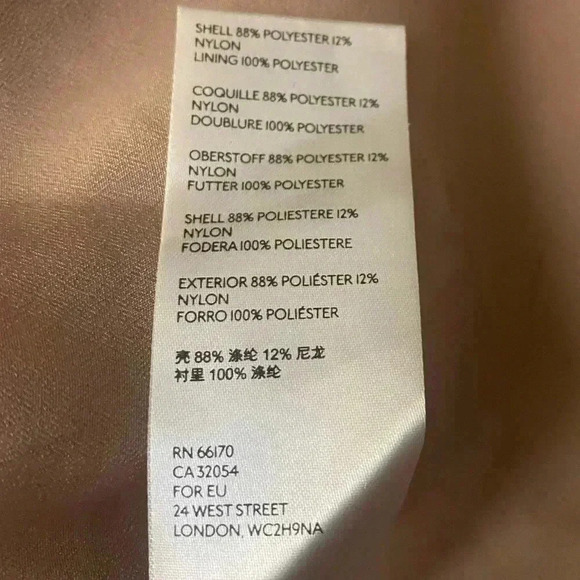 SHELL 88% POLYESTER 12%
NYLON
LINING 100% POLYESTER
COQUILLE 88% POLYESTER 12%
NYLON
DOUBLURE 100% POLYESTER
OBERSTOFF 88% POLYESTER 12%
NYLON
FUTTER 100% POLYESTER
SHELL 88% POLIESTERE 12%
NYLON
FODERA 100% POLIESTERE
EXTERIOR 88% POLIÉSTER 12%
NYLON
FORRO 100% POLIÉSTER
亮 88% 涤纶 12% 尼龙
衬里 100% 涤纶
RN 66170
CA 32054
FOR EU
24 WEST STREET
LONDON, WC2H9NA